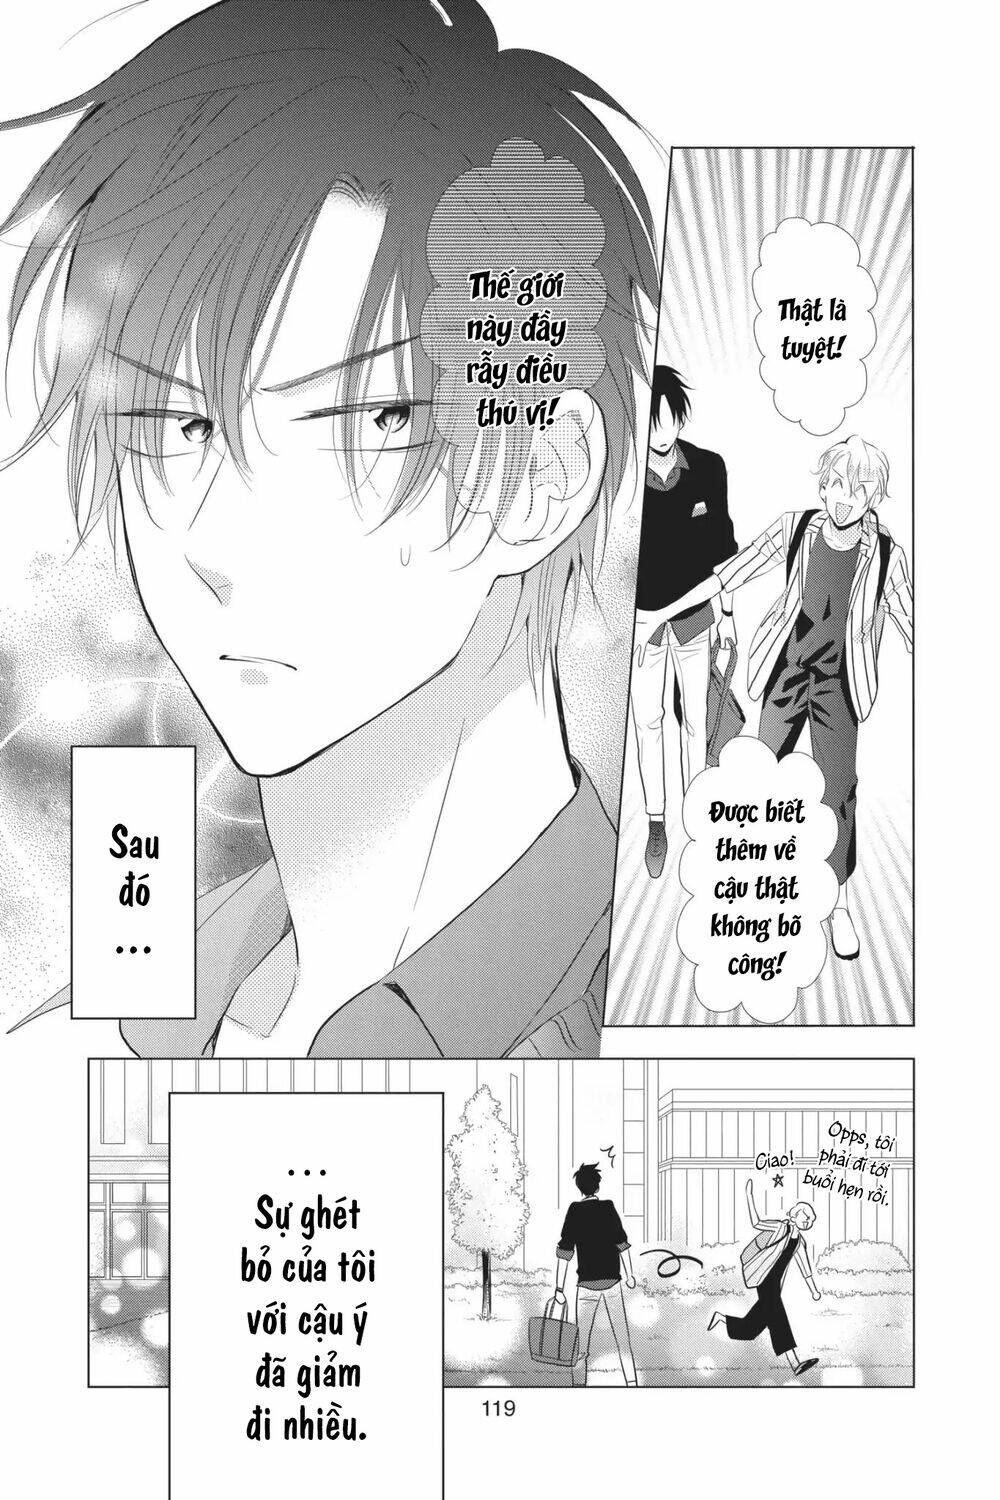 Thật là
tuyệt!
Được biết
thêm về
cậu thật
không bõ
công!
Thế giới
này đầy
rẫy điều
thú vị!
Sau
đó
...
Opps, tôi
phải đi tới
buổi hẹn rồi.
Ciao!
...
Sự ghét
bỏ của tôi
với cậu ý
đã giảm
đi nhiều.
119